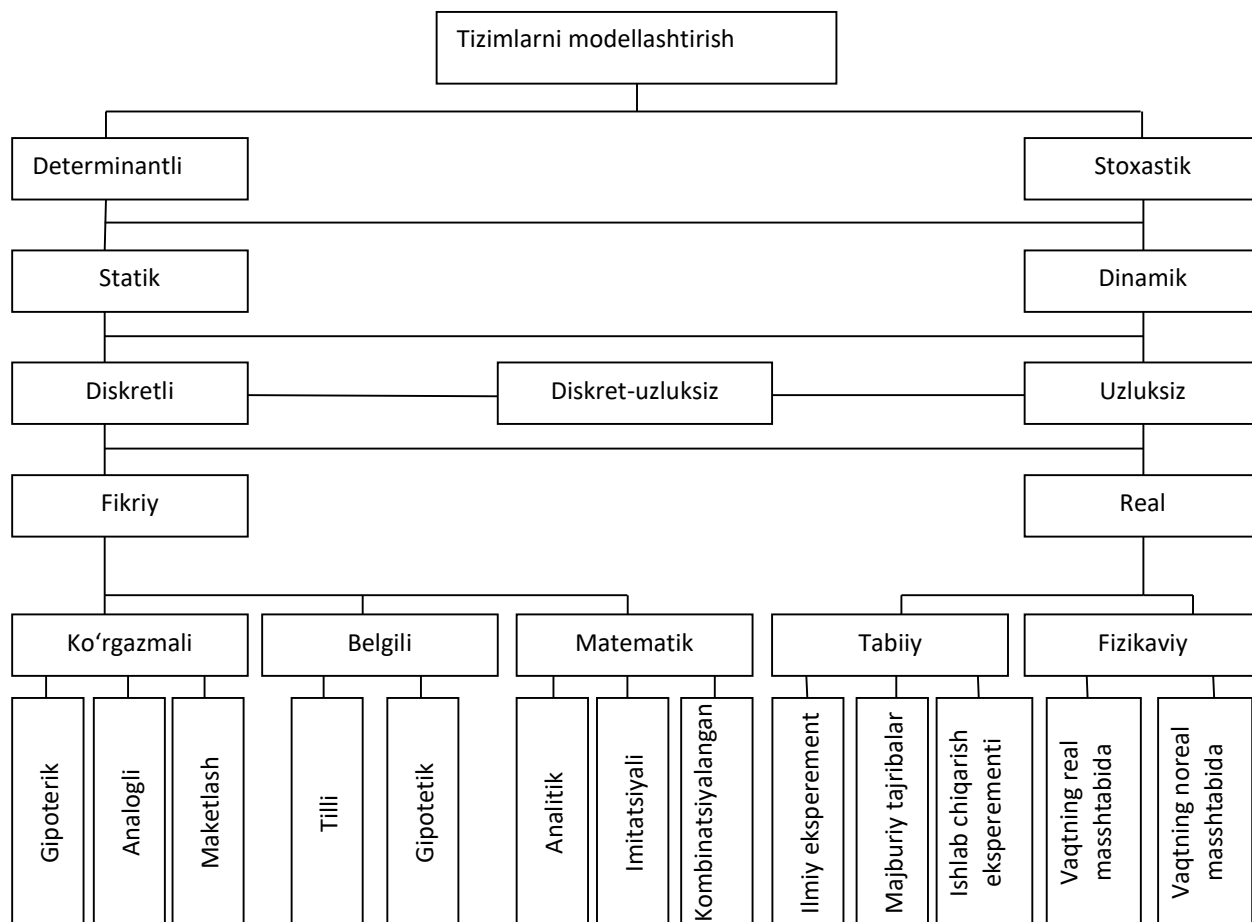 Tizimlarni modellashtirish
Determinantli
Stoxastik
Statik
Dinamik
Diskretli
Diskret-uzluksiz
Uzluksiz
Fikriy
Real
Ko‘rgazmali
Belgili
Matematik
Tabiiy
Fizikaviy
Gipoterik
Analogli
Maketlash
Tilli
Gipotetik
Analitik
Imitatsiyali
Kombinatsiyalangan
Ilmiy eksperement
Majburiy tajribalar
Ishlab chiqarish
eksperementi
Vaqtning real
masshtabida
Vaqtning noreal
masshtabida